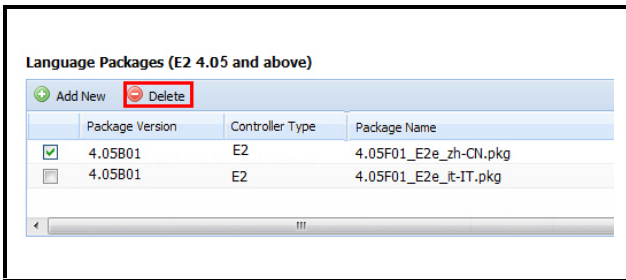 Language Packages (E2 4.05 and above)
Add New Delete
Package Version Controller Type Package Name
4.05B01 E2 4.05F01_E2e_zh-CN.pkg
4.05B01 E2 4.05F01_E2e_it-IT.pkg